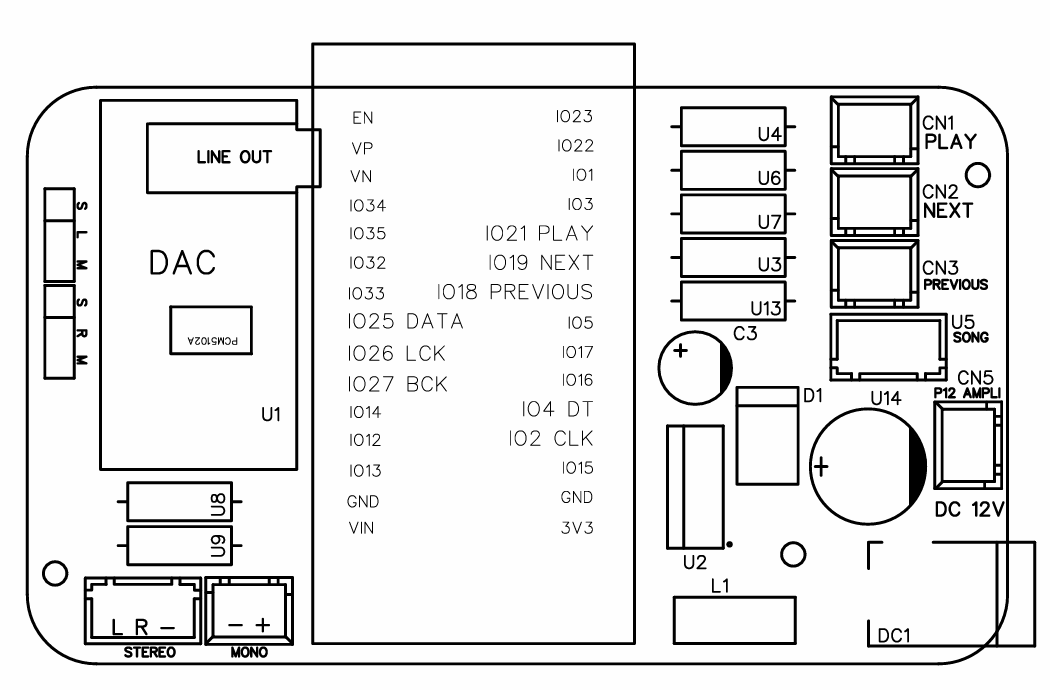 LINE OUT
S
L
M
S
R
M
DAC
PCM5102A
U1
U8
U9
L R - 
STEREO
- +
MONO
EN
VP
VN
IO34
IO35
IO32
IO33
IO25 DATA
IO26 LCK
IO27 BCK
IO14
IO12
IO13
GND
VIN
IO23
IO22
IO1
IO3
IO21 PLAY
IO19 NEXT
IO18 PREVIOUS
IO5
IO17
IO16
IO4 DT
IO2 CLK
IO15
GND
3V3
U4
U6
U7
U3
U13
C3
+
D1
U2
L1
CN1
PLAY
CN2
NEXT
CN3
PREVIOUS
U5
SONG
CN5
P12 AMPLI
U14
+
DC 12V
DC1